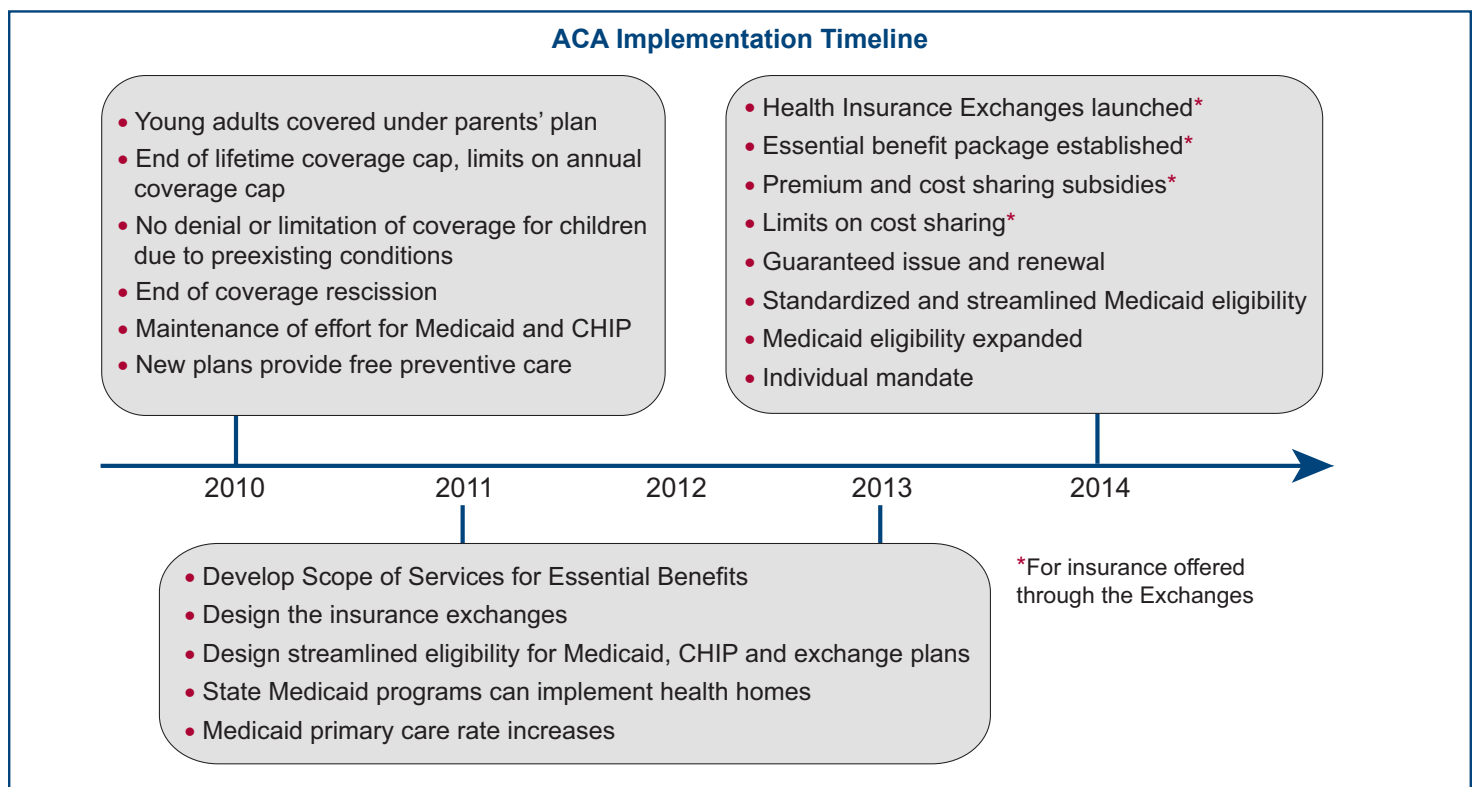 ACA Implementation Timeline
• Young adults covered under parents’ plan
• End of lifetime coverage cap, limits on annual
coverage cap
• No denial or limitation of coverage for children
due to preexisting conditions
• End of coverage rescission
• Maintenance of effort for Medicaid and CHIP
• New plans provide free preventive care
• Health Insurance Exchanges launched*
• Essential benefit package established*
• Premium and cost sharing subsidies*
• Limits on cost sharing*
• Guaranteed issue and renewal
• Standardized and streamlined Medicaid eligibility
• Medicaid eligibility expanded
• Individual mandate
2010 2011 2012 2013 2014
• Develop Scope of Services for Essential Benefits
• Design the insurance exchanges
• Design streamlined eligibility for Medicaid, CHIP and exchange plans
• State Medicaid programs can implement health homes
• Medicaid primary care rate increases
*For insurance offered
through the Exchanges